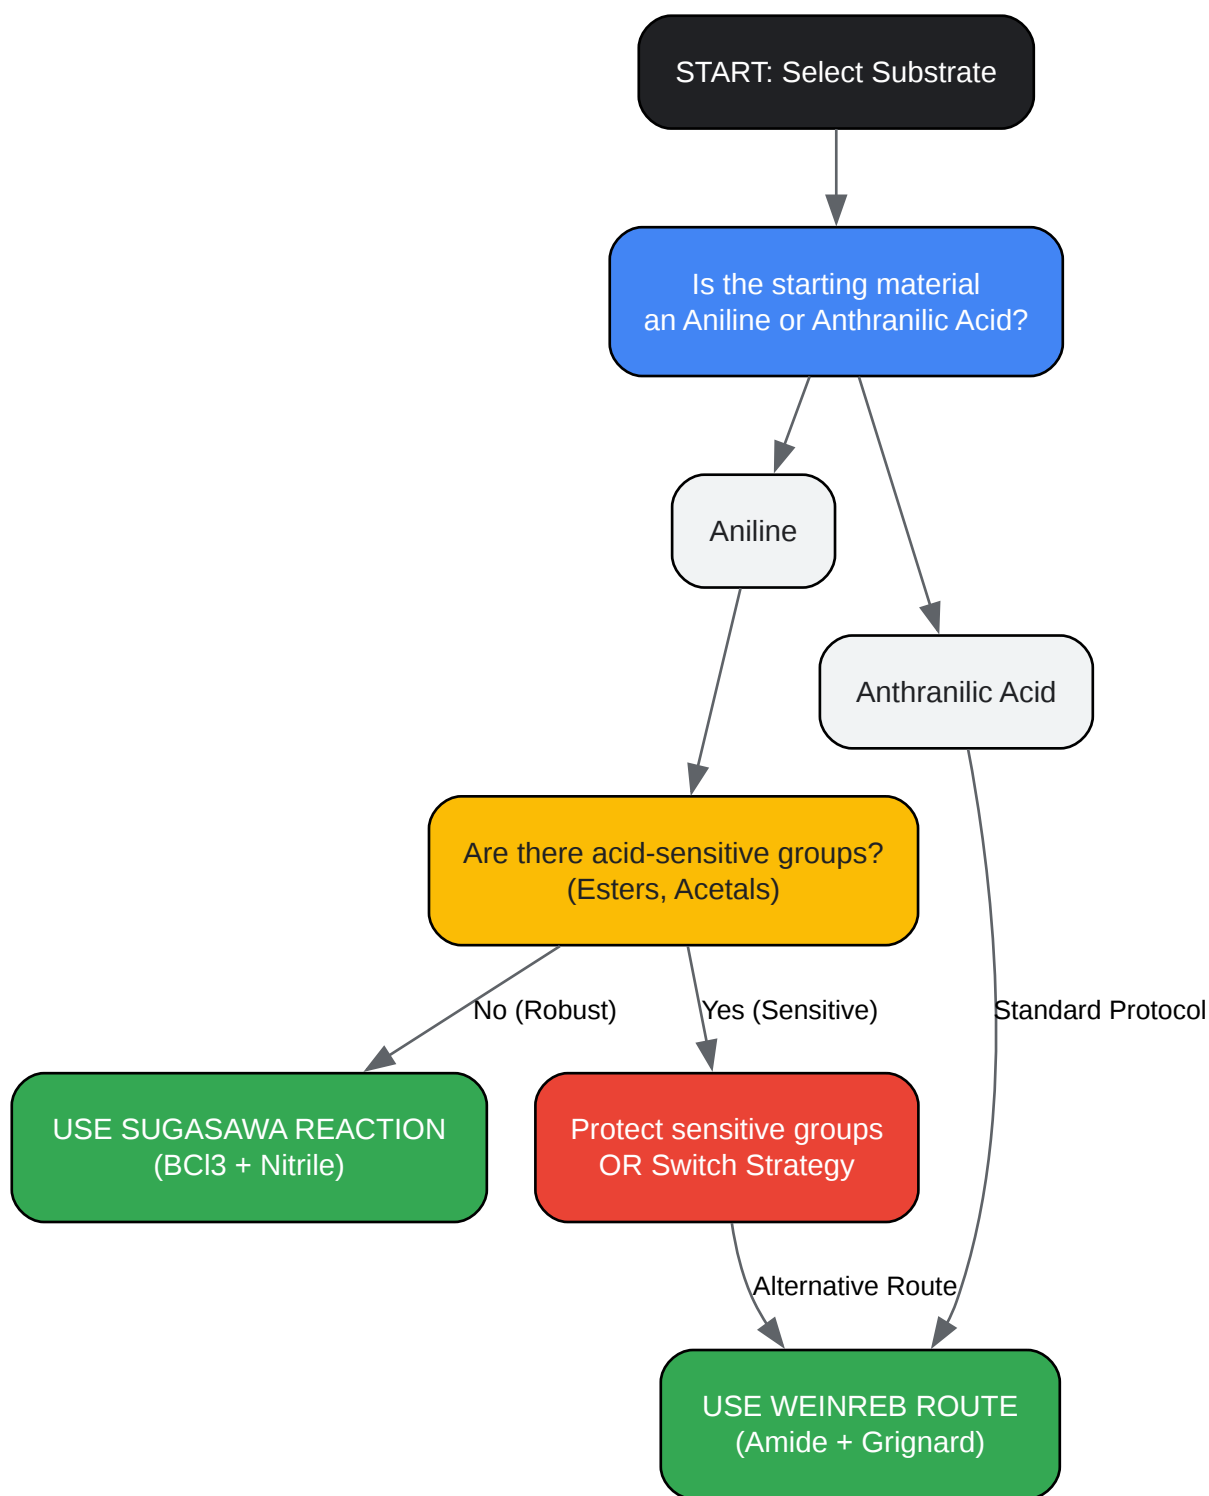 START: Select Substrate
Is the starting material
an Aniline or Anthranilic Acid?
Aniline
Anthranilic Acid
Are there acid-sensitive groups?
(Esters, Acetals)
No (Robust)
Yes (Sensitive)
Standard Protocol
USE SUGASAWA REACTION
(BCl3 + Nitrile)
Protect sensitive groups
OR Switch Strategy
Alternative Route
USE WEINREB ROUTE
(Amide + Grignard)